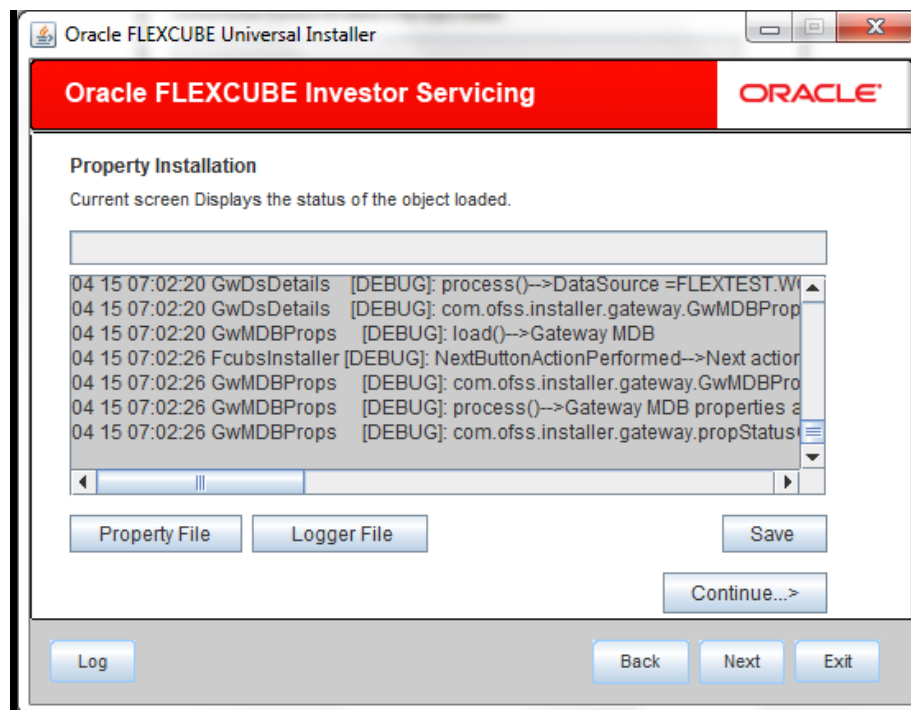 Oracle FLEXCUBE Universal Installer
Oracle FLEXCUBE Investor Servicing
ORACLE
Property Installation
Current screen Displays the status of the object loaded.
04 15 07:02:20 GwDsDetails [DEBUG]: process()-->DataSource =FLEXTEST.WO
04 15 07:02:20 GwDsDetails [DEBUG]: com.ofss.installer.gateway.GwMDBProp
04 15 07:02:20 GwMDBProps [DEBUG]: load()-->Gateway MDB
04 15 07:02:26 FcubsInstaller [DEBUG]: NextButtonActionPerformed-->Next action
04 15 07:02:26 GwMDBProps [DEBUG]: com.ofss.installer.gateway.GwMDBPro
04 15 07:02:26 GwMDBProps [DEBUG]: process()-->Gateway MDB properties a
04 15 07:02:26 GwMDBProps [DEBUG]: com.ofss.installer.gateway.propStatus(
Property File Logger File Save
Continue...>
Log Back Next Exit